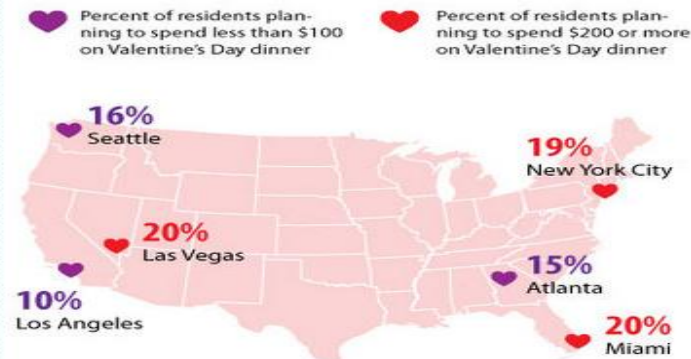 Percent of residents plan-
ning to spend less than $100
on Valentine's Day dinner
Percent of residents plan-
ning to spend $200 or more
on Valentine's Day dinner
16%
Seattle
19%
New York City
20%
Las Vegas
15%
Atlanta
10%
Los Angeles
20%
Miami